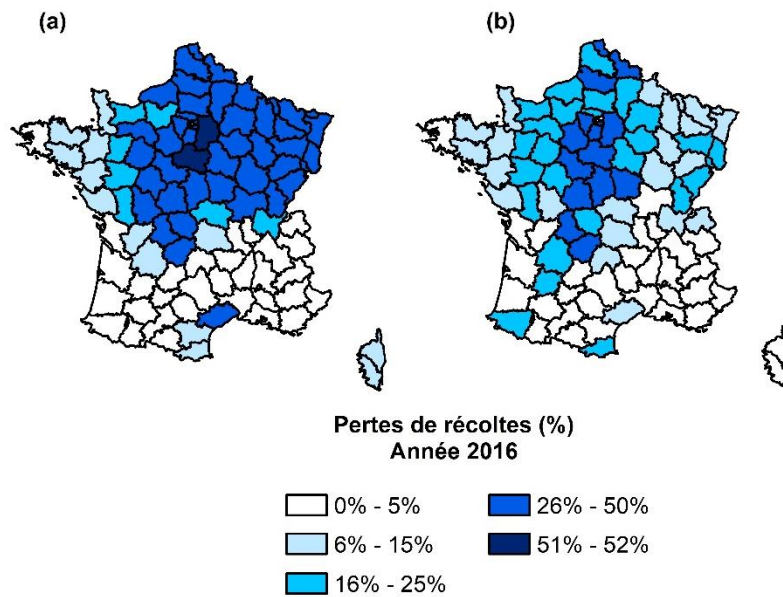 (a)
(b)
Pertes de récoltes (%)
Année 2016
0% - 5%
26% - 50%
6% - 15%
51% - 52%
16% - 25%